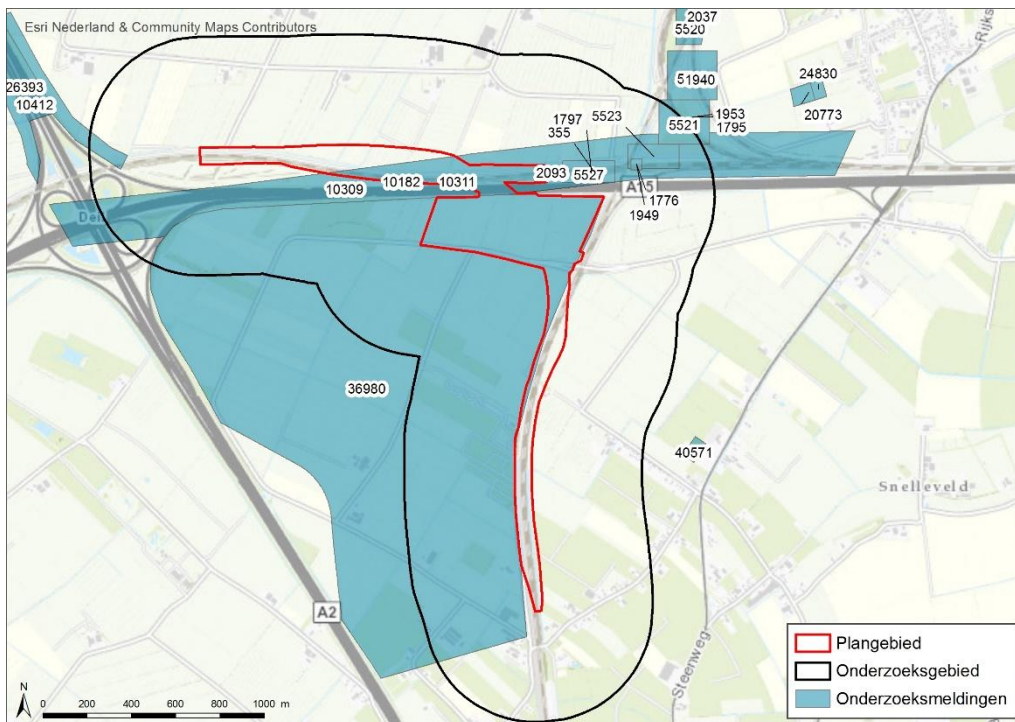 Esri Nederland & Community Maps Contributors
2037
5520
26393
10412
51940
24830
20773
1953
1795
5521
5523
1797
355
2093
5527
A15
1776
1949
10309
10182
10311
36980
40571
Snelleveld
A2
Steenweg
Plangebied
Onderzoeksgebied
Onderzoeksmeldingen
N
0 200 400 600 800 1000 m